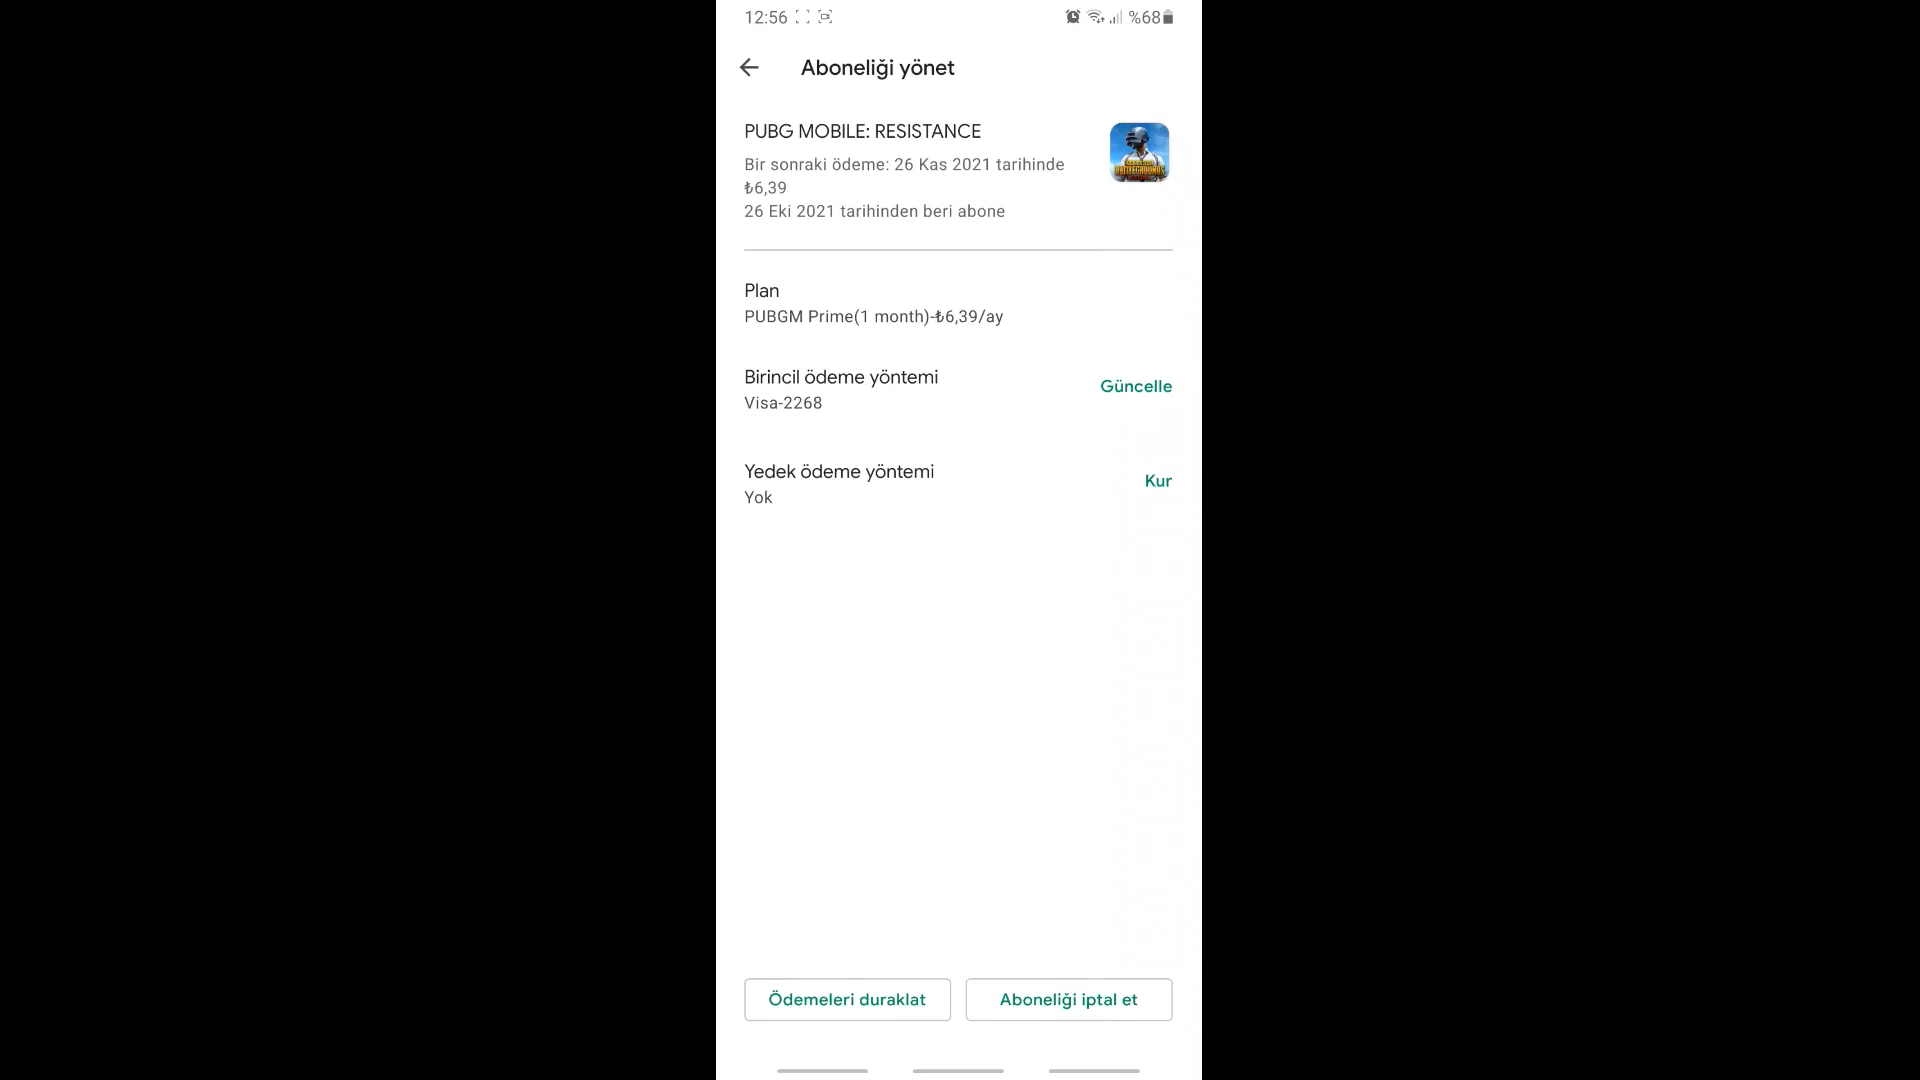 12:56
%68
Aboneliği yönet
PUBG MOBILE: RESISTANCE
Bir sonraki ödeme: 26 Kas 2021 tarihinde
₺6,39
26 Eki 2021 tarihinden beri abone
BATTLEGROUNDS
Plan
PUBGM Prime(1 month)-₺6,39/ay
Birincil ödeme yöntemi
Güncelle
Visa-2268
Yedek ödeme yöntemi
Kur
Yok
Ödemeleri duraklat
Aboneliği iptal et